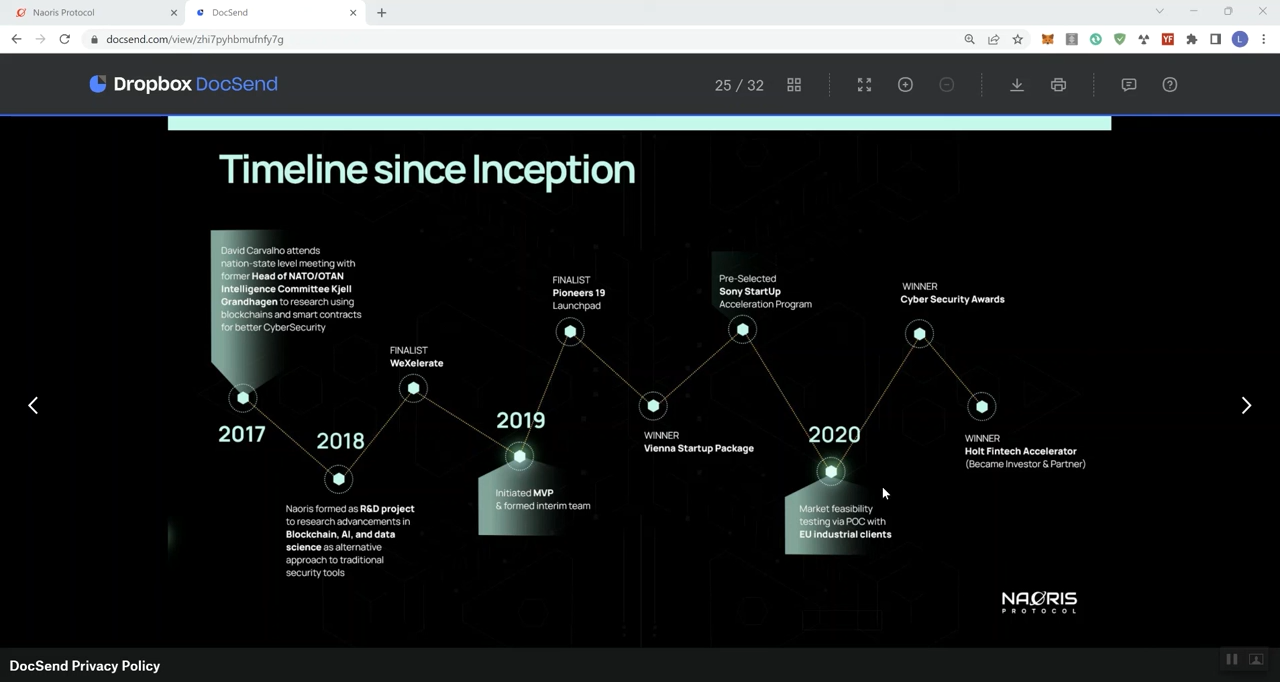 Naoris Protocol
DocSend
docsend.com/view/zhi7pyhbmufnfy7g
YF
L
Dropbox DocSend
25 / 32
Timeline since Inception
David Carvalho attends
nation-state level meeting with
former Head of NATO/OTAN
Intelligence Committee Kjell
Grandhagen to research using
blockchains and smart contracts
for better CyberSecurity
2017
2018
Naoris formed as R&D project
to research advancements in
Blockchain, AI, and data
science as alternative
approach to traditional
security tools
FINALIST
WeXelerate
2019
Initiated MVP
& formed interim team
FINALIST
Pioneers 19
Launchpad
WINNER
Vienna Startup Package
Pre-Selected
Sony StartUp
Acceleration Program
2020
Market feasibility
testing via POC with
EU industrial clients
WINNER
Cyber Security Awards
WINNER
Holt Fintech Accelerator
(Became Investor & Partner)
NAORIS
PROTOCOL
DocSend Privacy Policy